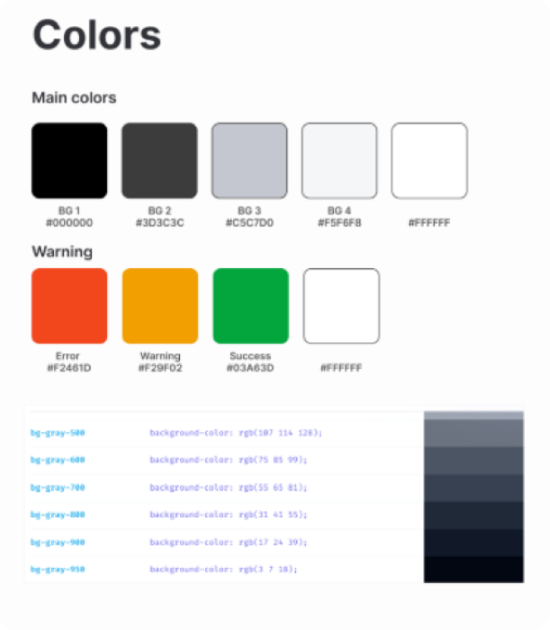 Colors
Main colors
BG 1 BG 2 BG 3 BG 4
#000000 #3D3C3C #C5C7D0 #F5F6F8 #FFFFFF
Warning
Error Warning Success
#F2461D #F29F02 #03A63D #FFFFFF
bg-gray-500 background-color: rgb(107 114 128);
bg-gray-600 background-color: rgb(75 85 99);
bg-gray-700 background-color: rgb(55 65 81);
bg-gray-800 background-color: rgb(31 41 55);
bg-gray-900 background-color: rgb(17 24 39);
bg-gray-950 background-color: rgb(3 7 18);